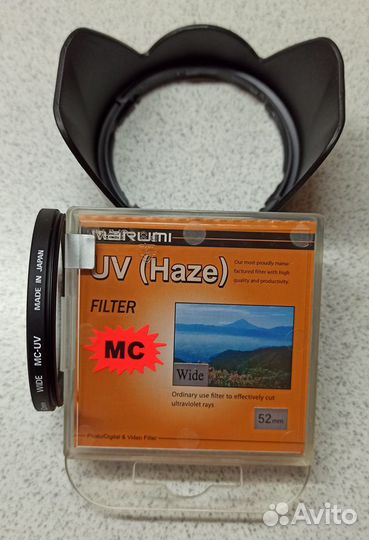 WIDE MC-UV MADE IN JAPAN
marumi
UV (Haze)
Our most proudly manu-
factured filter with high
quality and productivity.
FILTER
MC
Wide
Ordinary use filter to effectively cut
ultraviolet rays
52mm
Photo/Digital & Video Filter
Avito